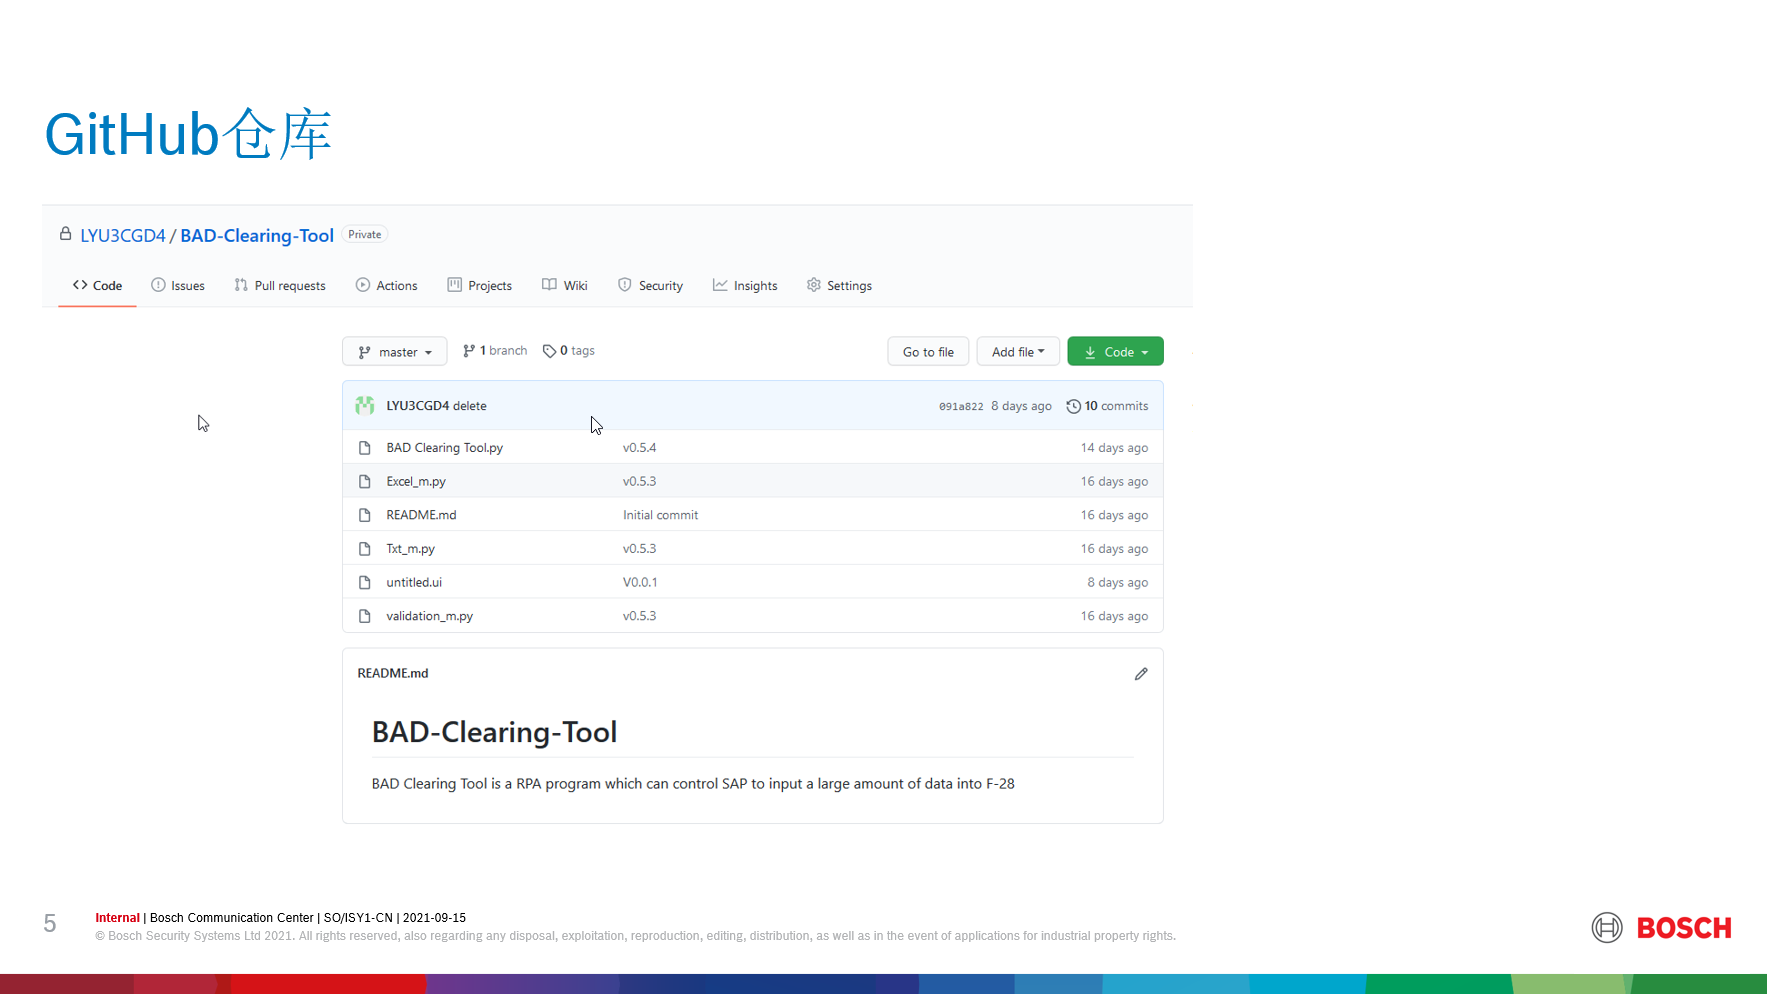 GitHub仓库
LYU3CGD4 / BAD-Clearing-Tool Private
Code Issues Pull requests Actions Projects Wiki Security Insights Settings
master 1 branch 0 tags Go to file Add file Code
LYU3CGD4 delete 091a822 8 days ago 10 commits
BAD Clearing Tool.py v0.5.4 14 days ago
Excel_m.py v0.5.3 16 days ago
README.md Initial commit 16 days ago
Txt_m.py v0.5.3 16 days ago
untitled.ui V0.0.1 8 days ago
validation_m.py v0.5.3 16 days ago
README.md
BAD-Clearing-Tool
BAD Clearing Tool is a RPA program which can control SAP to input a large amount of data into F-28
5
Internal | Bosch Communication Center | SO/ISY1-CN | 2021-09-15
© Bosch Security Systems Ltd 2021. All rights reserved, also regarding any disposal, exploitation, reproduction, editing, distribution, as well as in the event of applications for industrial property rights.
BOSCH